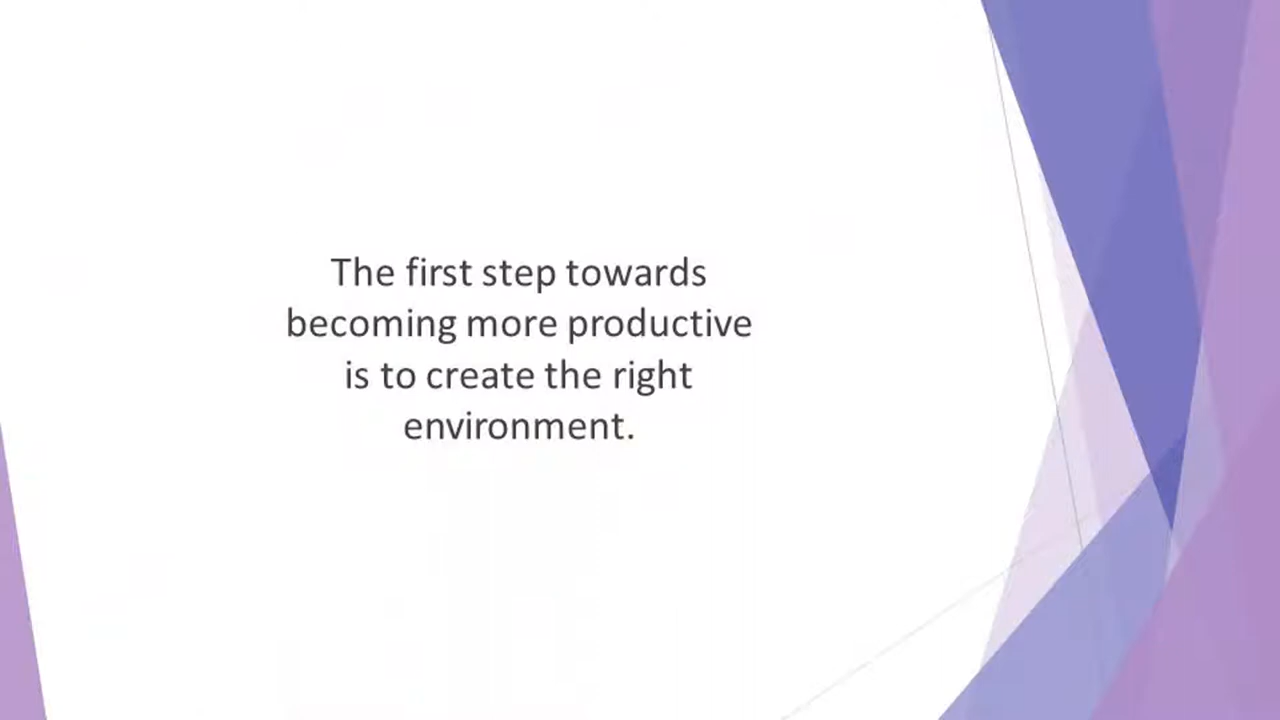 The first step towards
becoming more productive
is to create the right
environment.